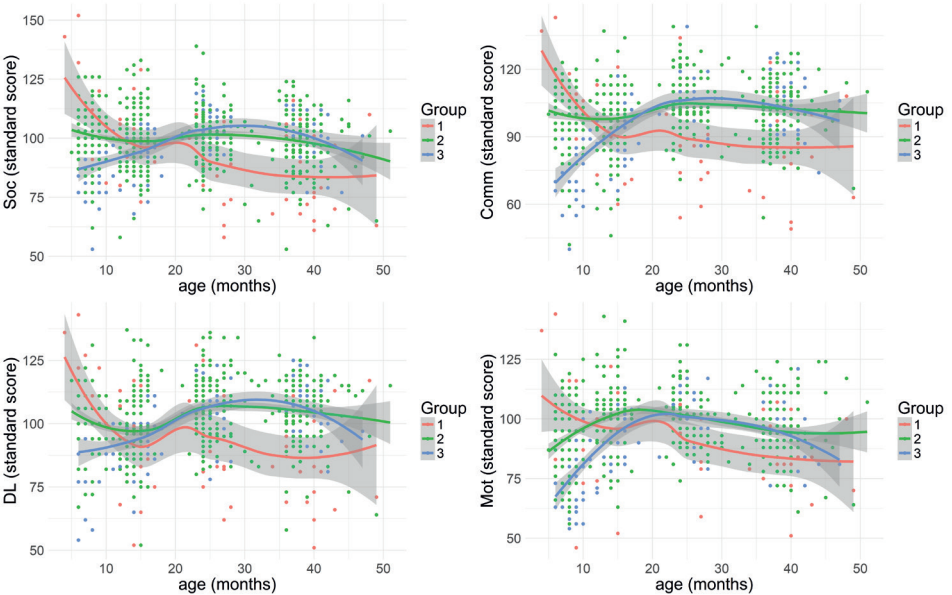 Soc (standard score)
150
125
100
75
50
10 20 30 40 50
age (months)
Group
1
2
3
Comm (standard score)
120
90
60
10 20 30 40 50
age (months)
Group
1
2
3
DL (standard score)
125
100
75
50
10 20 30 40 50
age (months)
Group
1
2
3
Mot (standard score)
125
100
75
50
10 20 30 40 50
age (months)
Group
1
2
3